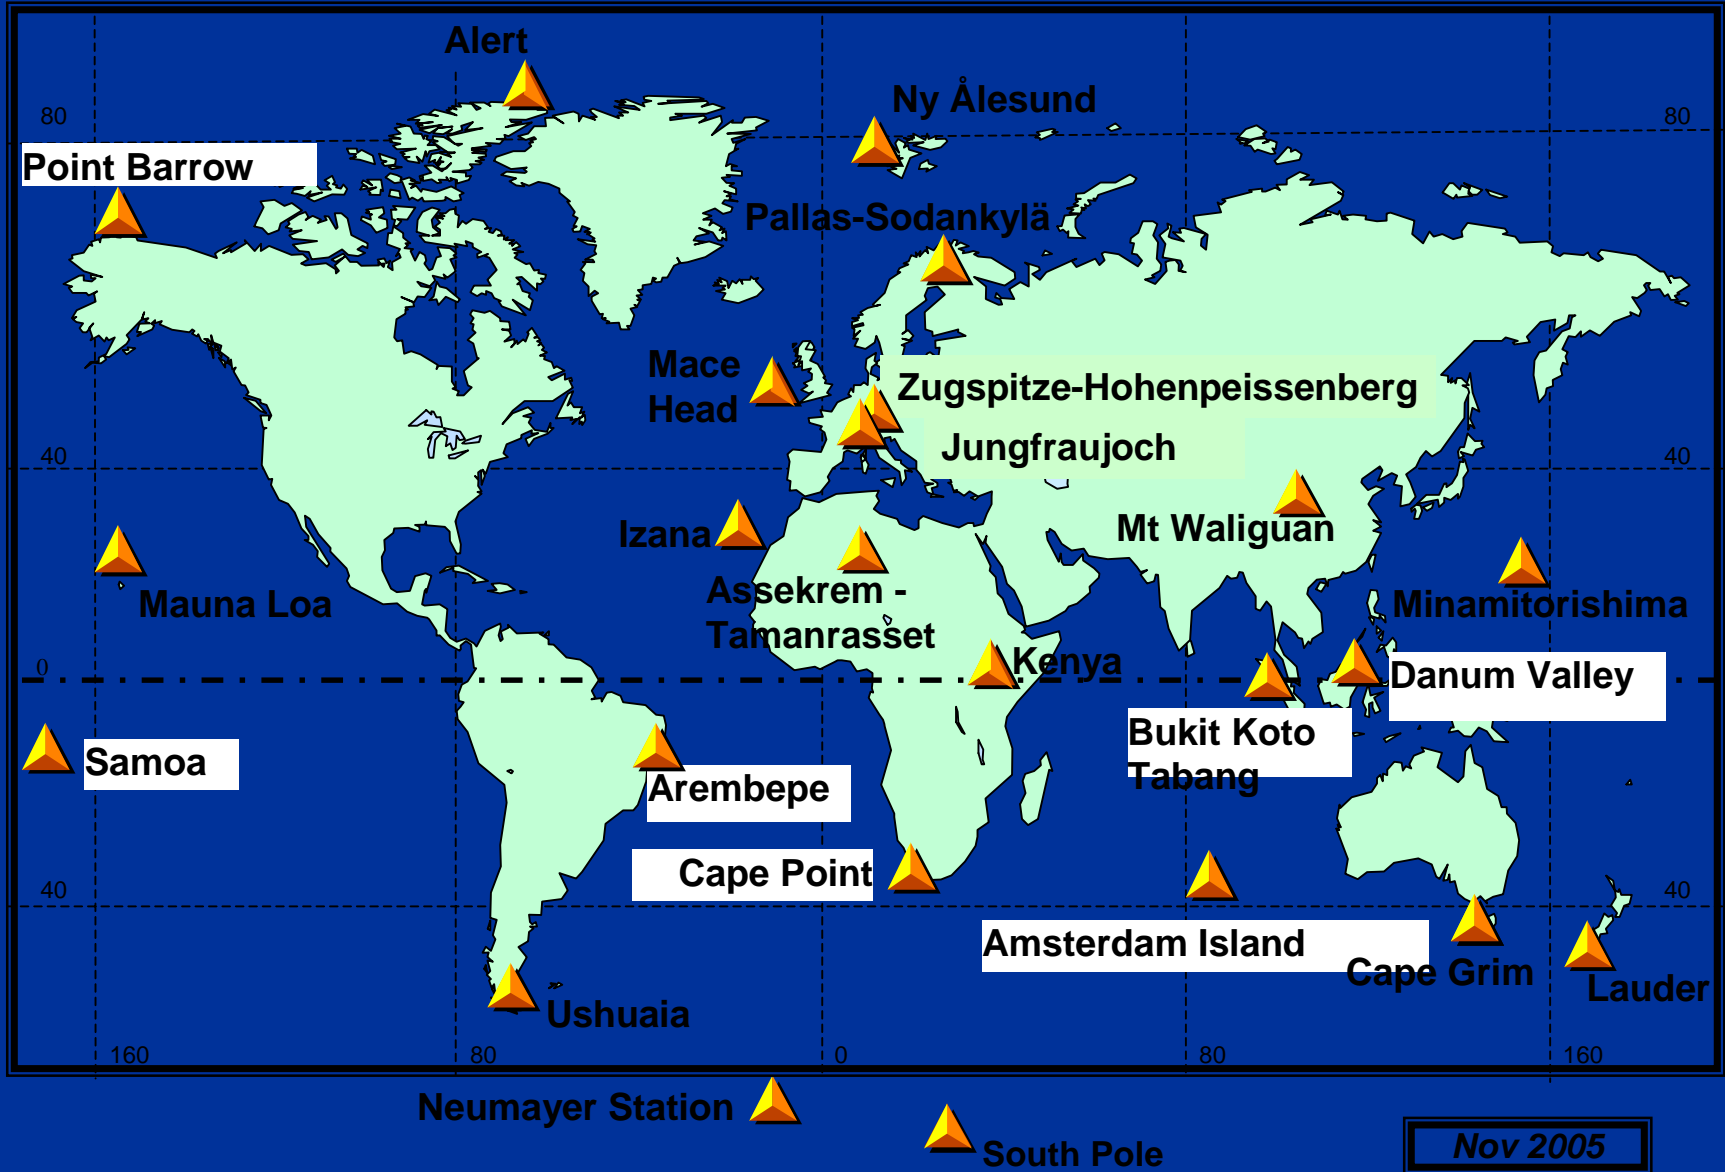 Alert
Ny Ålesund
80
80
Point Barrow
Pallas-Sodankylä
Mace
Head
Zugspitze-Hohenpeissenberg
Jungfraujoch
40
40
Izana
Mt Waliguan
Assekrem -
Tamanrasset
Mauna Loa
Minamitorishima
Kenya
0
Danum Valley
Bukit Koto
Tabang
Samoa
Arembepe
Cape Point
40
40
Amsterdam Island
Cape Grim
Lauder
Ushuaia
160
80
0
80
160
Neumayer Station
South Pole
Nov 2005